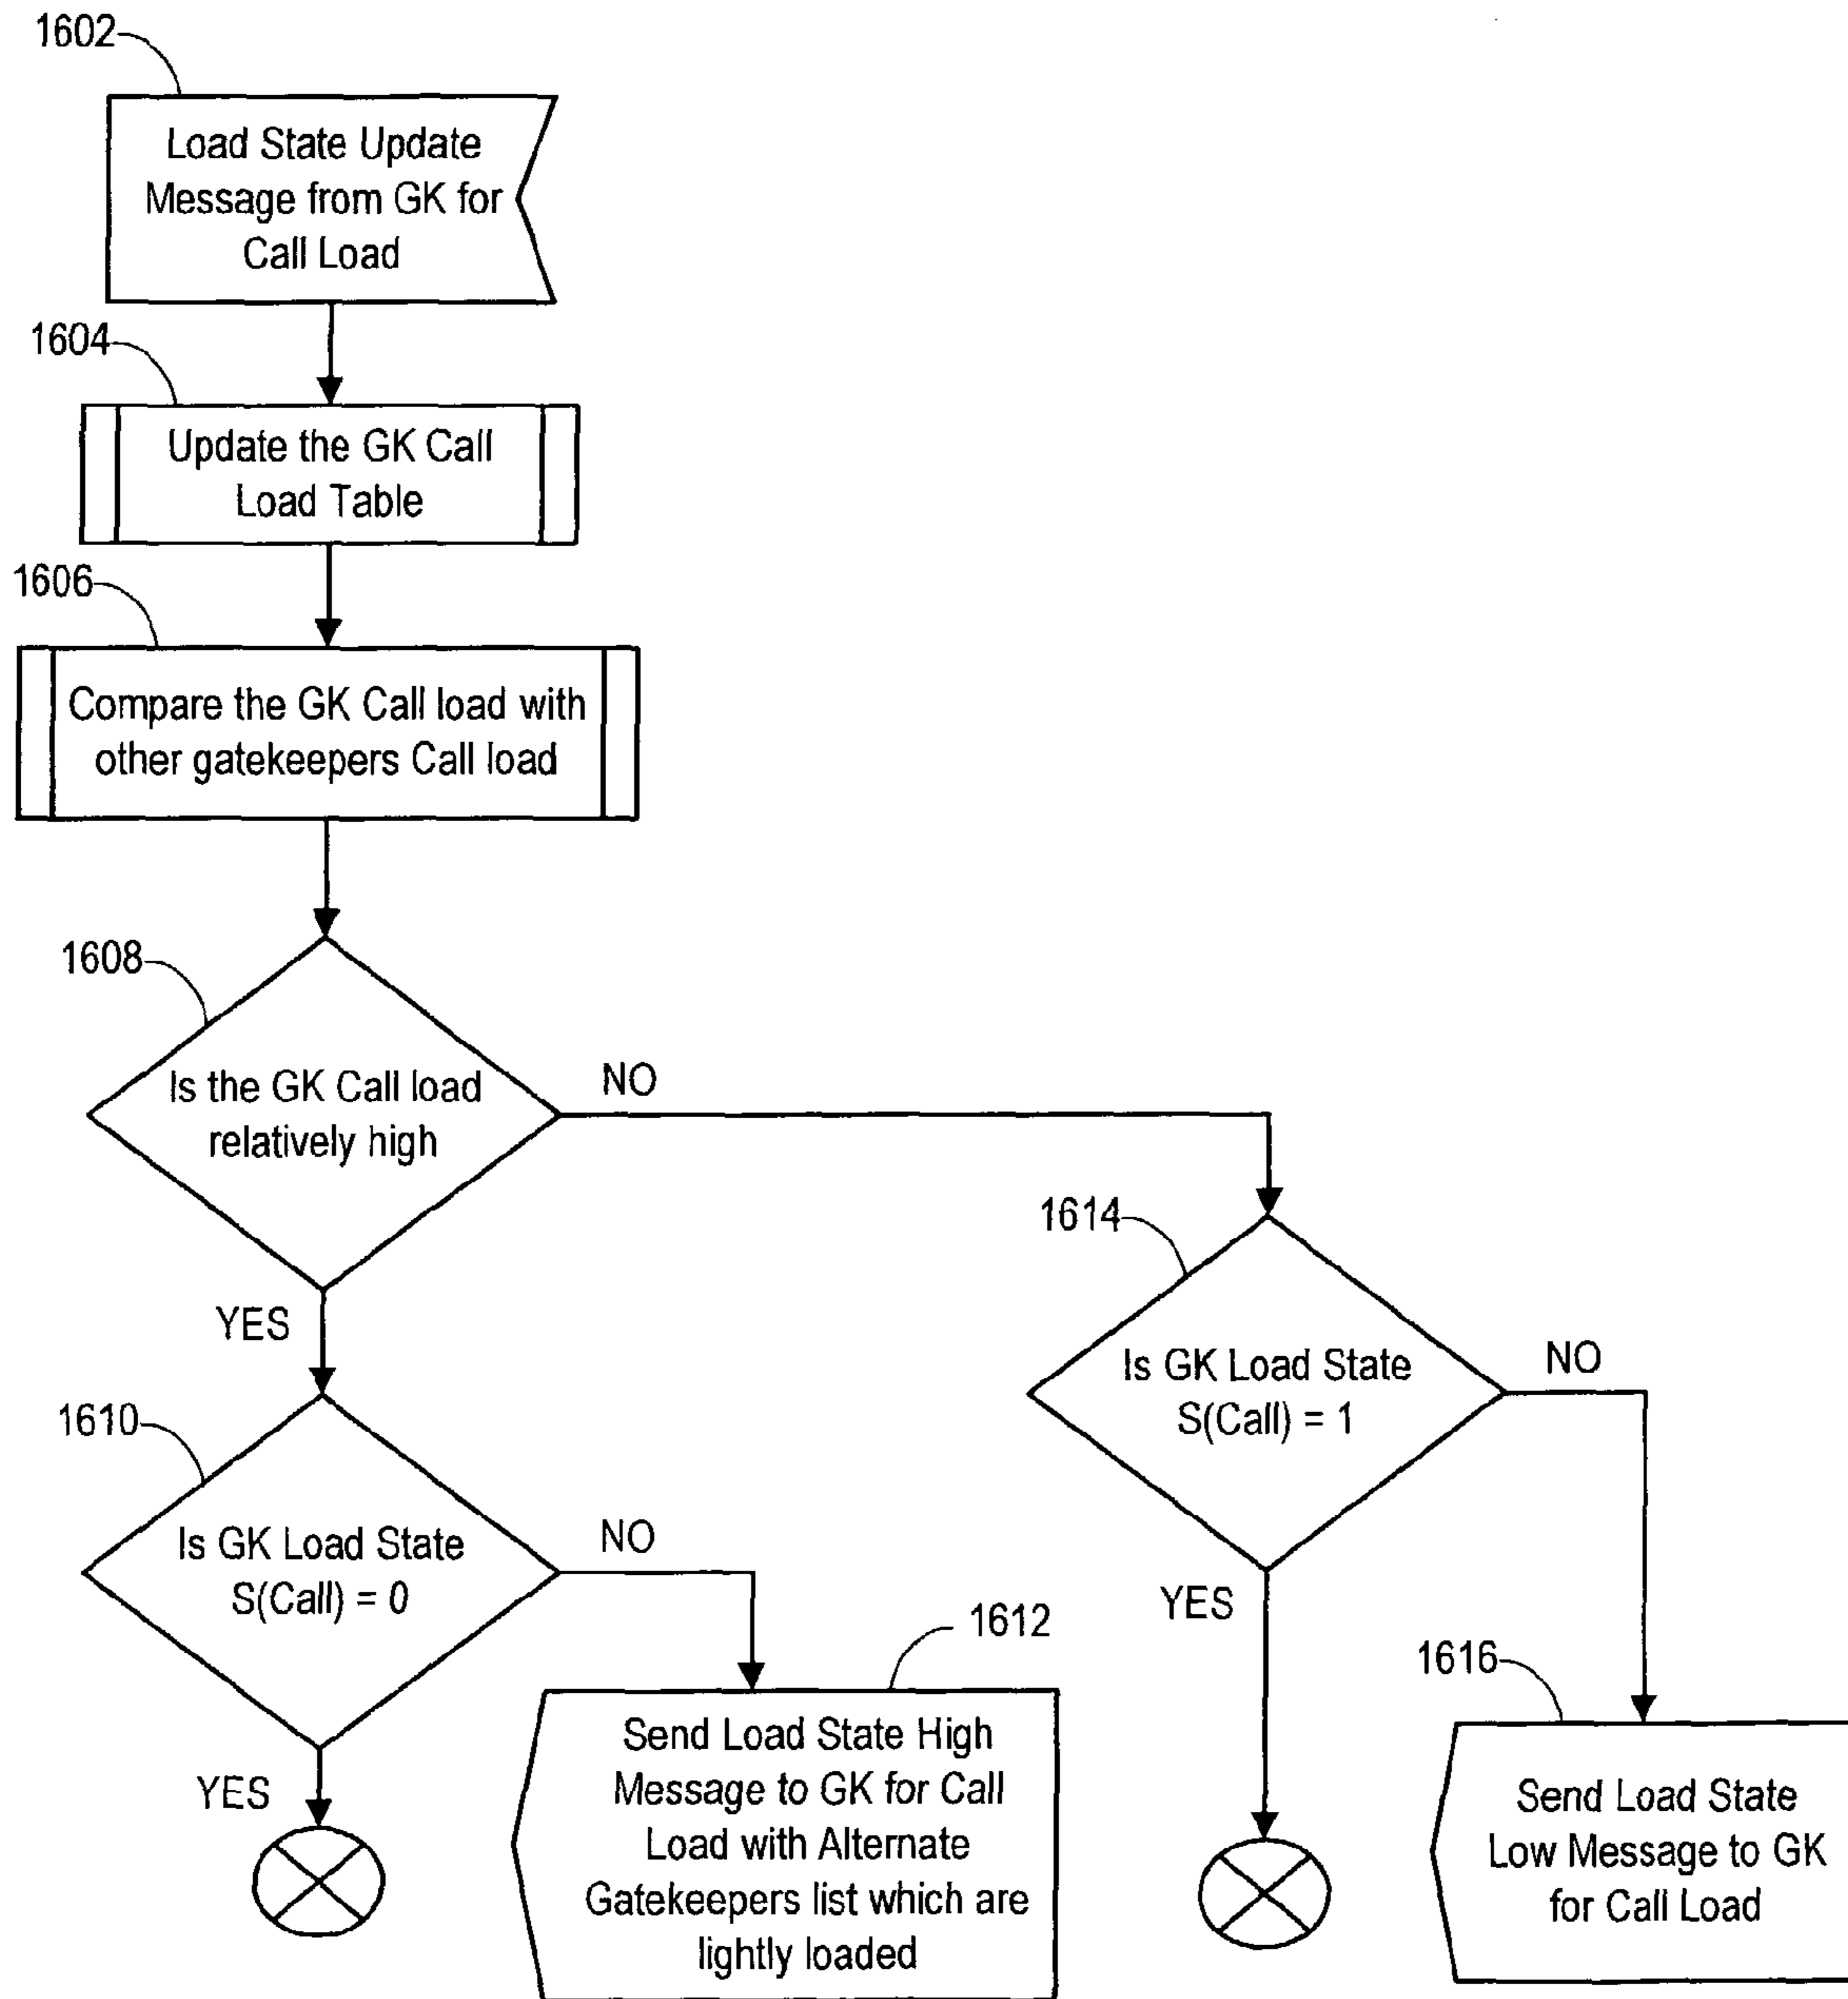 1602
Load State Update
Message from GK for
Call Load
1604
Update the GK Call
Load Table
1606
Compare the GK Call load with
other gatekeepers Call load
1608
Is the GK Call load
relatively high
NO
YES
1614
Is GK Load State
S(Call) = 1
NO
YES
1610
Is GK Load State
S(Call) = 0
NO
YES
1612
Send Load State High
Message to GK for Call
Load with Alternate
Gatekeepers list which are
lightly loaded
1616
Send Load State
Low Message to GK
for Call Load